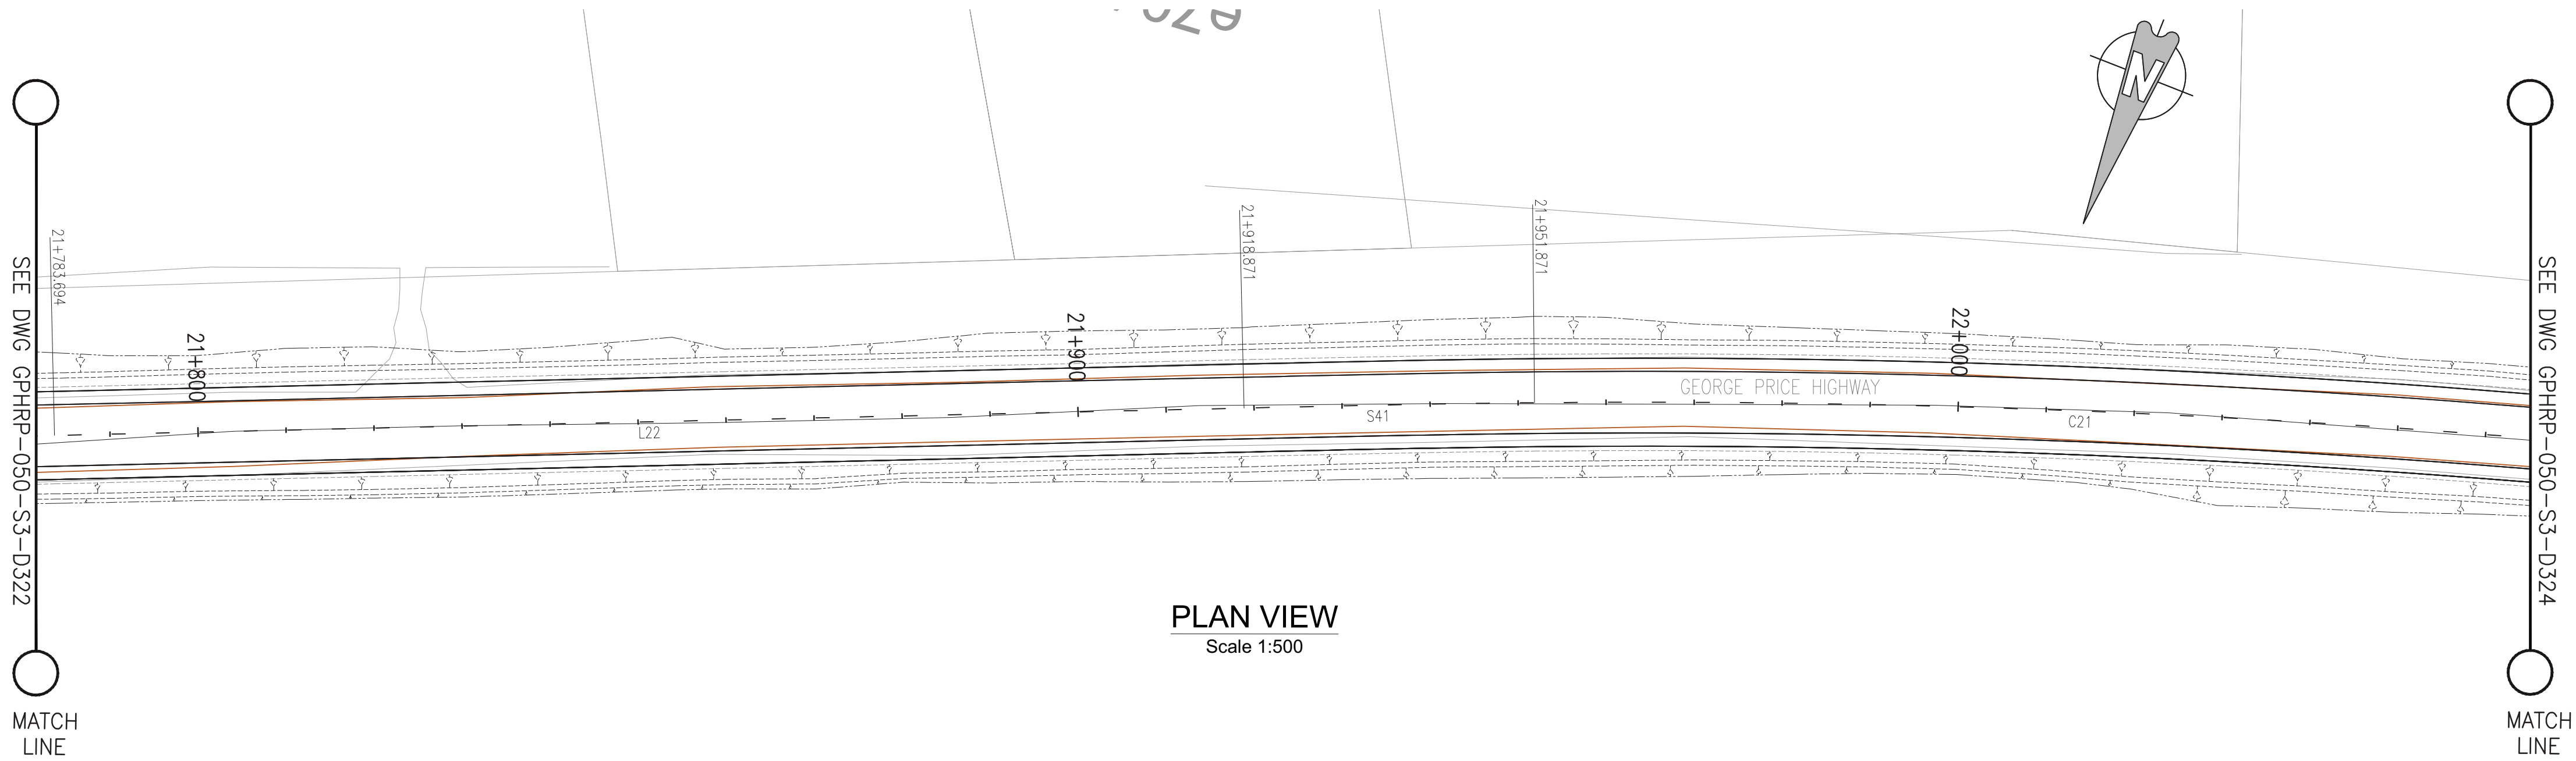 N
21+783.694
21+918.871
21+951.871
SEE DWG GPHRP-050-S3-D322
21+800
21+900
22+000
SEE DWG GPHRP-050-S3-D324
GEORGE PRICE HIGHWAY
L22
S41
C21
PLAN VIEW
Scale 1:500
MATCH
LINE
MATCH
LINE